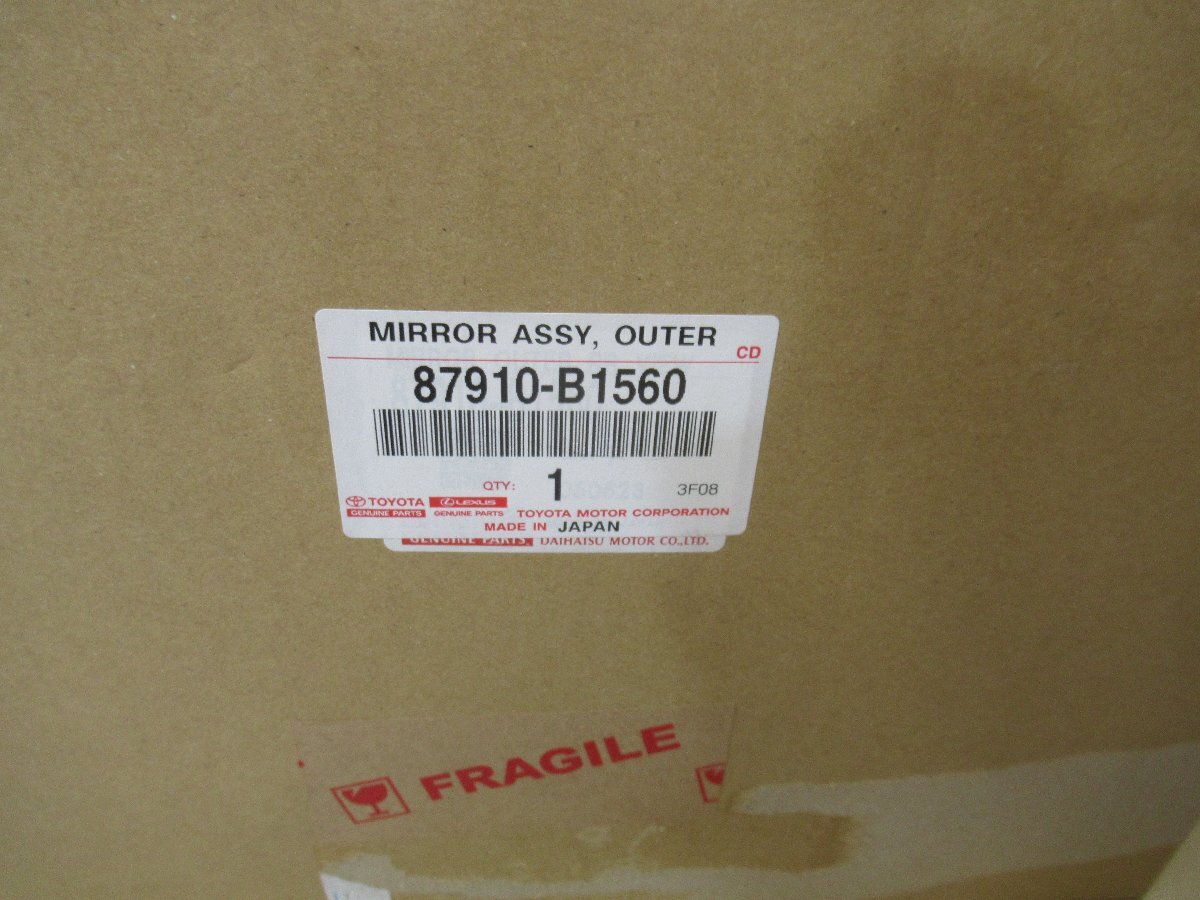 MIRROR ASSY, OUTER
CD
87910-B1560
QTY: 1 3F08
TOYOTA LEXUS
GENUINE PARTS GENUINE PARTS TOYOTA MOTOR CORPORATION
MADE IN JAPAN
GENUINE PARTS DAIHATSU MOTOR CO.,LTD.
FRAGILE